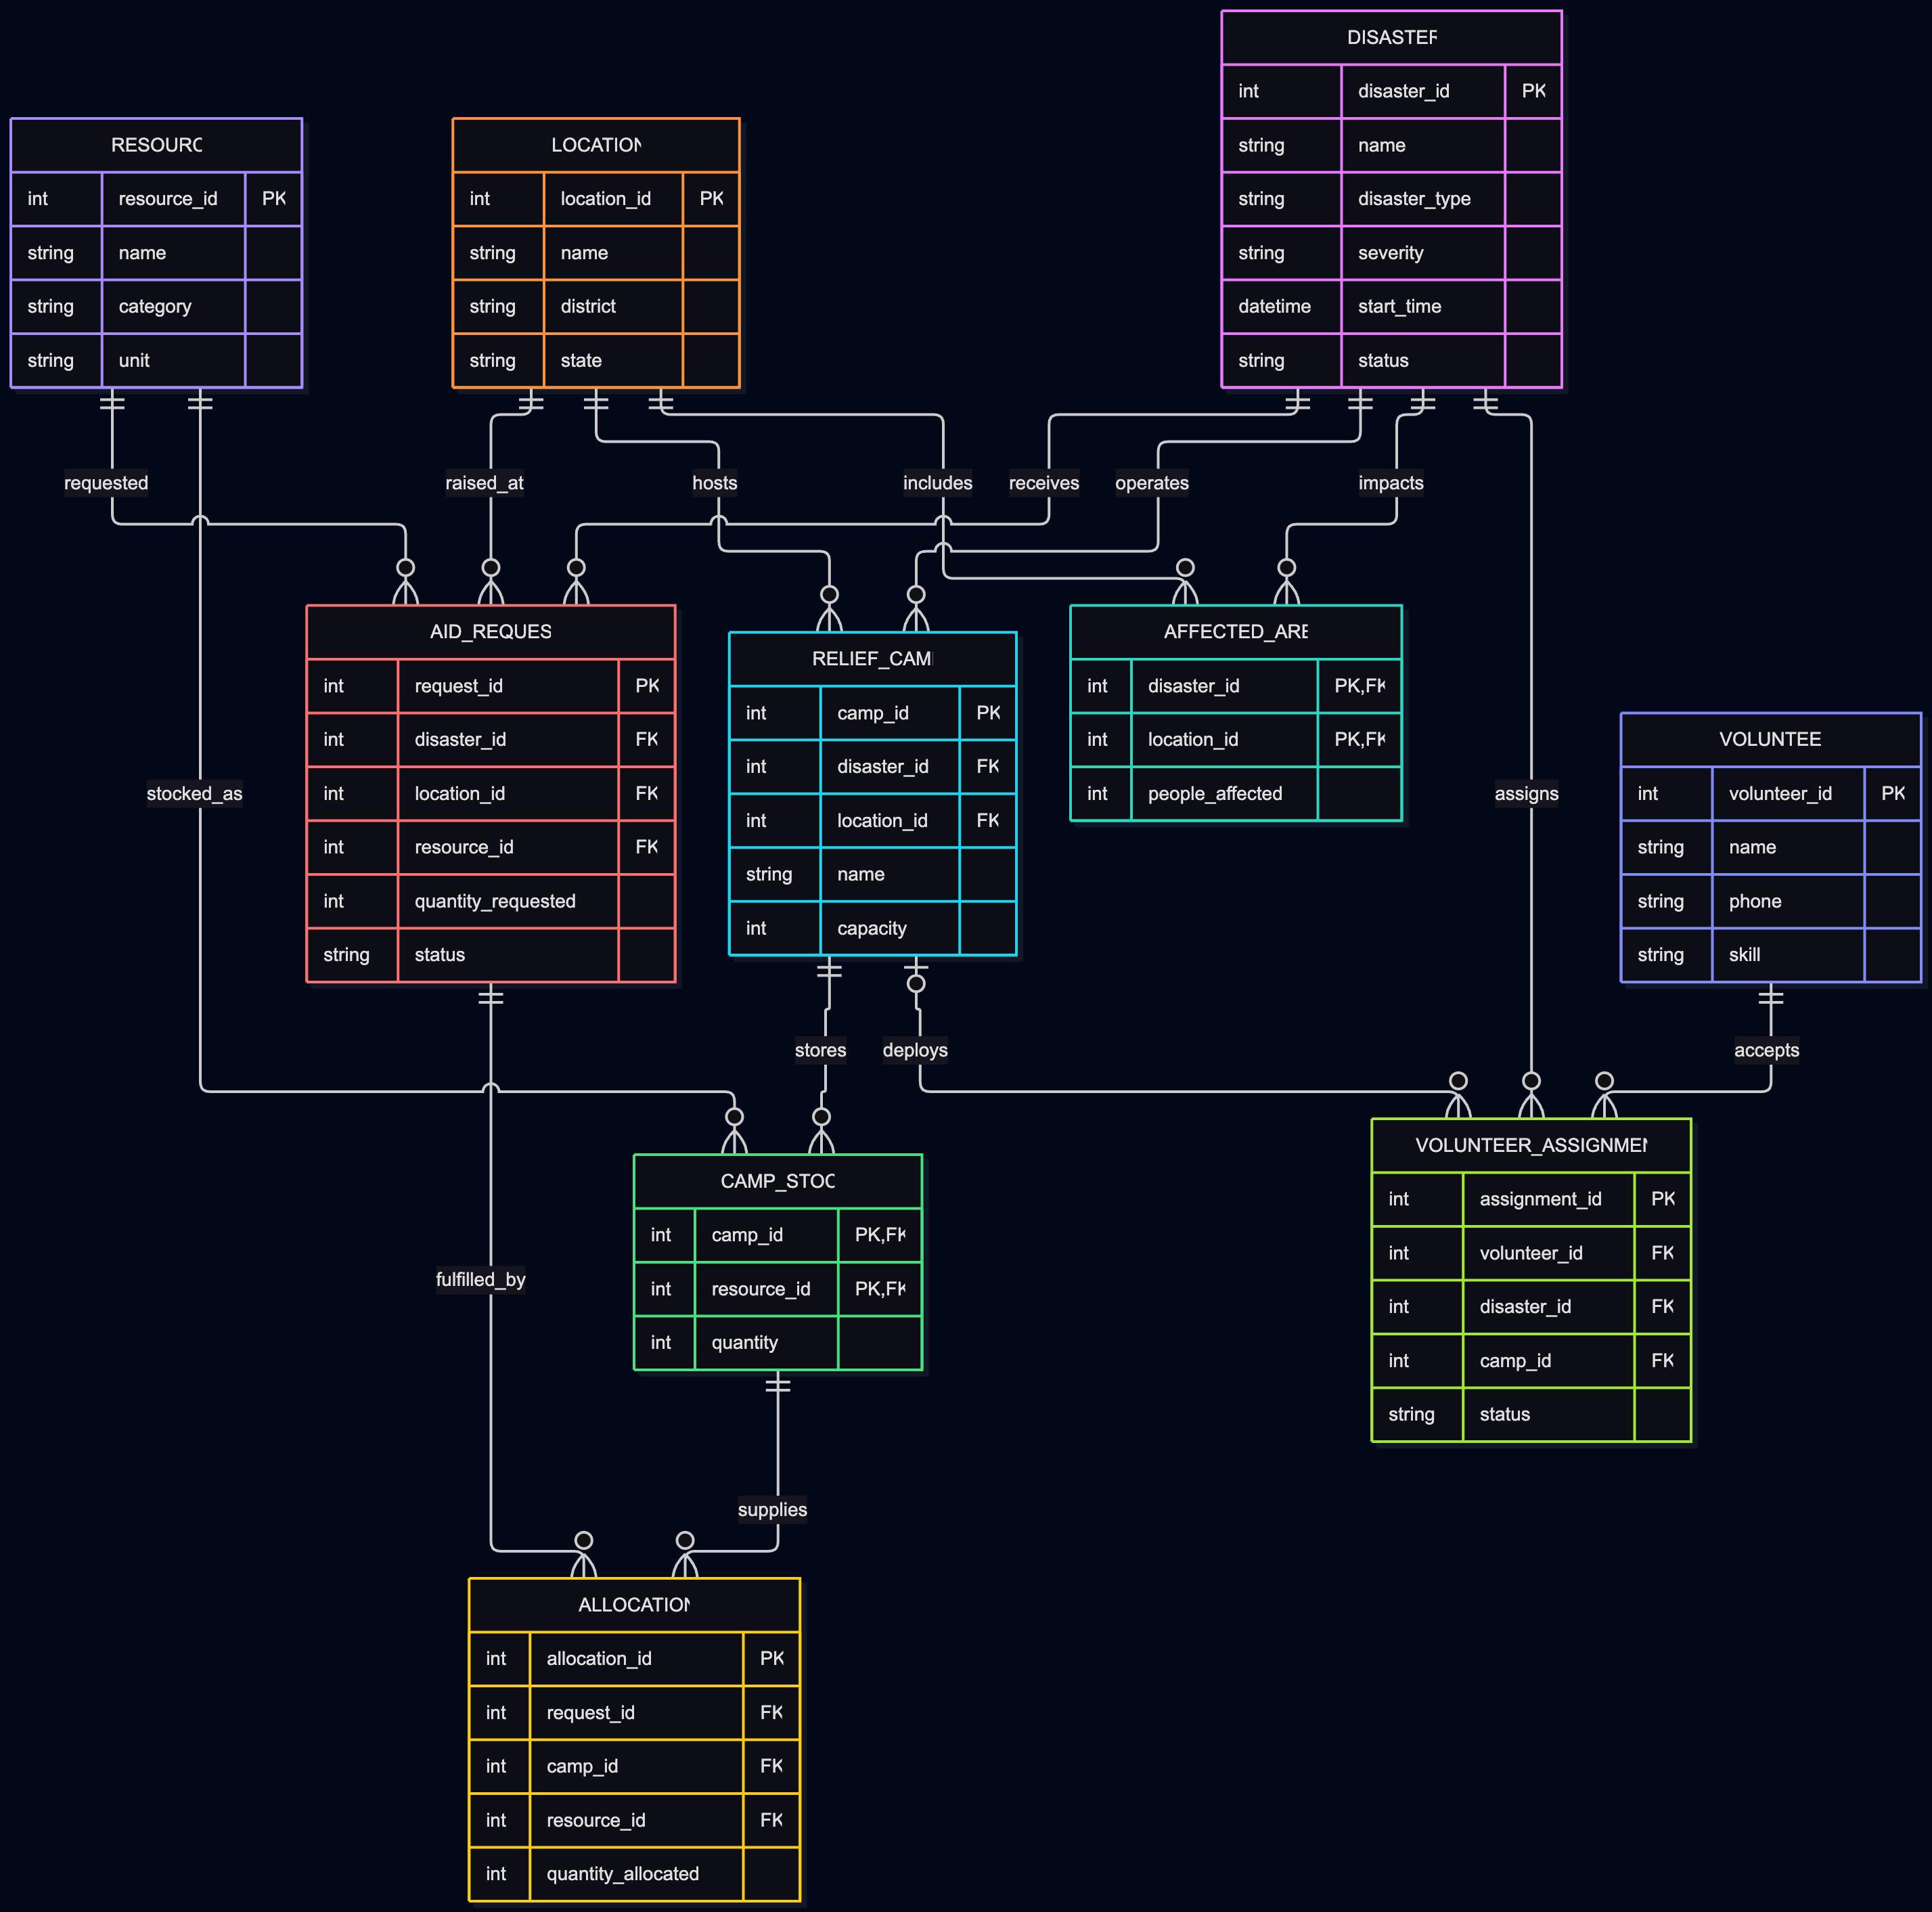 DISASTER
int disaster_id PK
string name
string disaster_type
string severity
datetime start_time
string status
RESOURC
int resource_id PK
string name
string category
string unit
LOCATION
int location_id PK
string name
string district
string state
requested
raised_at
hosts
includes
receives
operates
impacts
AID_REQUES
int request_id PK
int disaster_id FK
int location_id FK
int resource_id FK
int quantity_requested
string status
RELIEF_CAM
int camp_id PK
int disaster_id FK
int location_id FK
string name
int capacity
AFFECTED_ARE
int disaster_id PK,FK
int location_id PK,FK
int people_affected
stocked_as
assigns
VOLUNTEE
int volunteer_id PK
string name
string phone
string skill
stores
deploys
accepts
CAMP_STOC
int camp_id PK,FK
int resource_id PK,FK
int quantity
VOLUNTEER_ASSIGNMEN
int assignment_id PK
int volunteer_id FK
int disaster_id FK
int camp_id FK
string status
fulfilled_by
supplies
ALLOCATION
int allocation_id PK
int request_id FK
int camp_id FK
int resource_id FK
int quantity_allocated